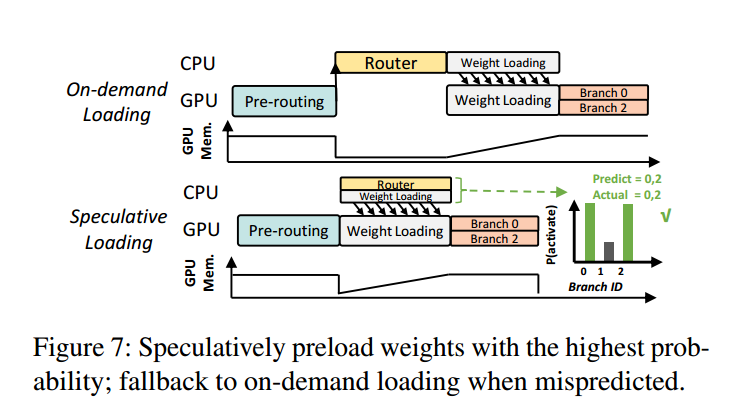 CPU
Router
Weight Loading
On-demand
Loading
GPU
Pre-routing
Weight Loading
Branch 0
Branch 2
GPU
Mem.
CPU
Router
Weight Loading
Predict = 0,2
Actual = 0,2
√
Speculative
Loading
GPU
Pre-routing
Weight Loading
Branch 0
Branch 2
P(activate)
0 1 2
Branch ID
GPU
Mem.
Figure 7: Speculatively preload weights with the highest prob-
ability; fallback to on-demand loading when mispredicted.